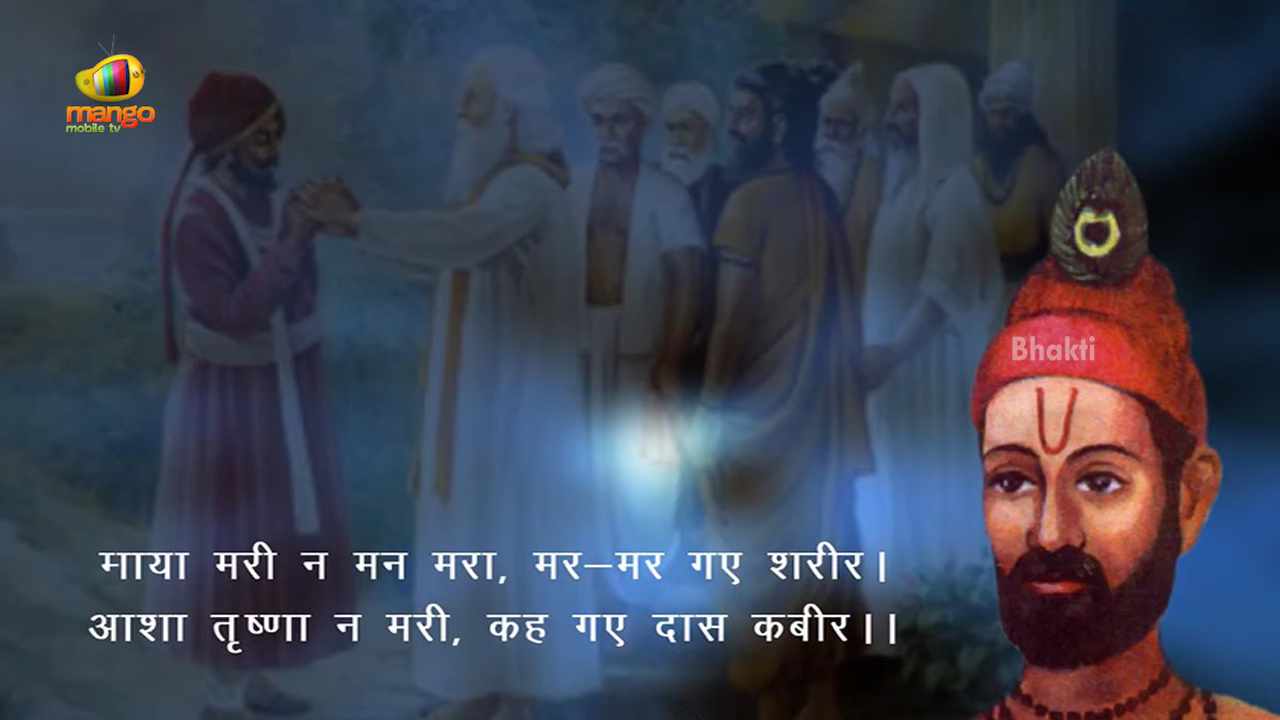 mango
mobile tv
Bhakti
माया मरी न मन मरा, मर–मर गए शरीर।
आशा तृष्णा न मरी, कह गए दास कबीर।।